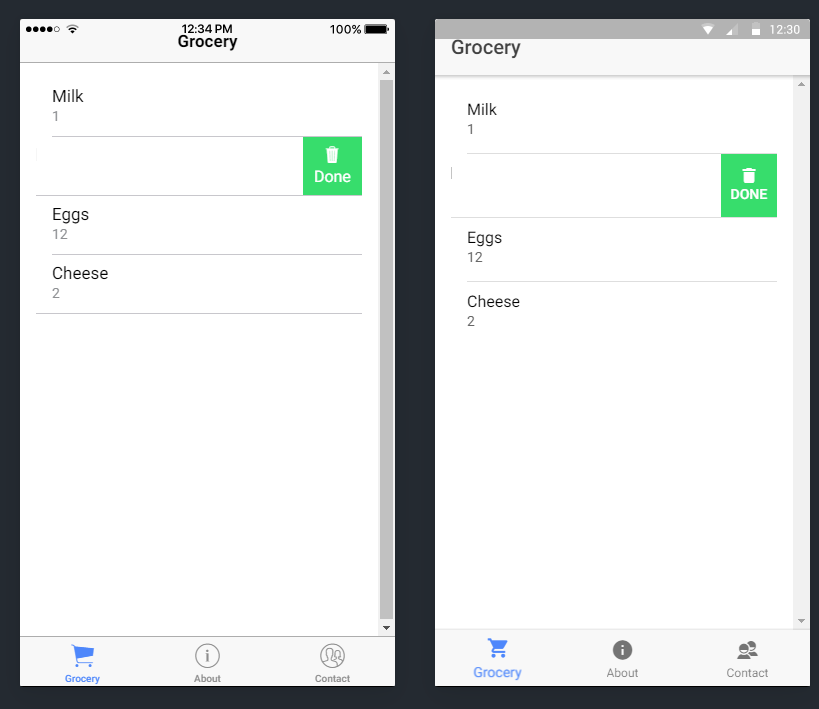 12:34 PM
100%
Grocery
Milk
1
Done
Eggs
12
Cheese
2
Grocery
About
Contact
12:30
Grocery
Milk
1
DONE
Eggs
12
Cheese
2
Grocery
About
Contact